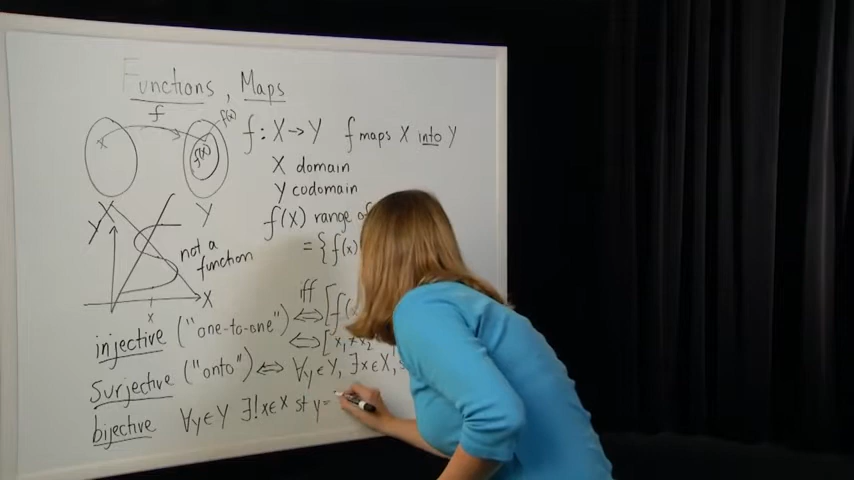 Functions, Maps
f
f(x)
x
f(X)
f: X→Y f maps X into Y
X domain
Y codomain
X
Y
f(X) range of
= {f(x)
Y
not a
function
X
x
iff
injective ("one-to-one") ⟺ [f(x
⟺ [x₁≠x₂
surjective ("onto") ⟺ ∀y∈Y, ∃x∈X, s
bijective ∀y∈Y ∃!x∈X st y=